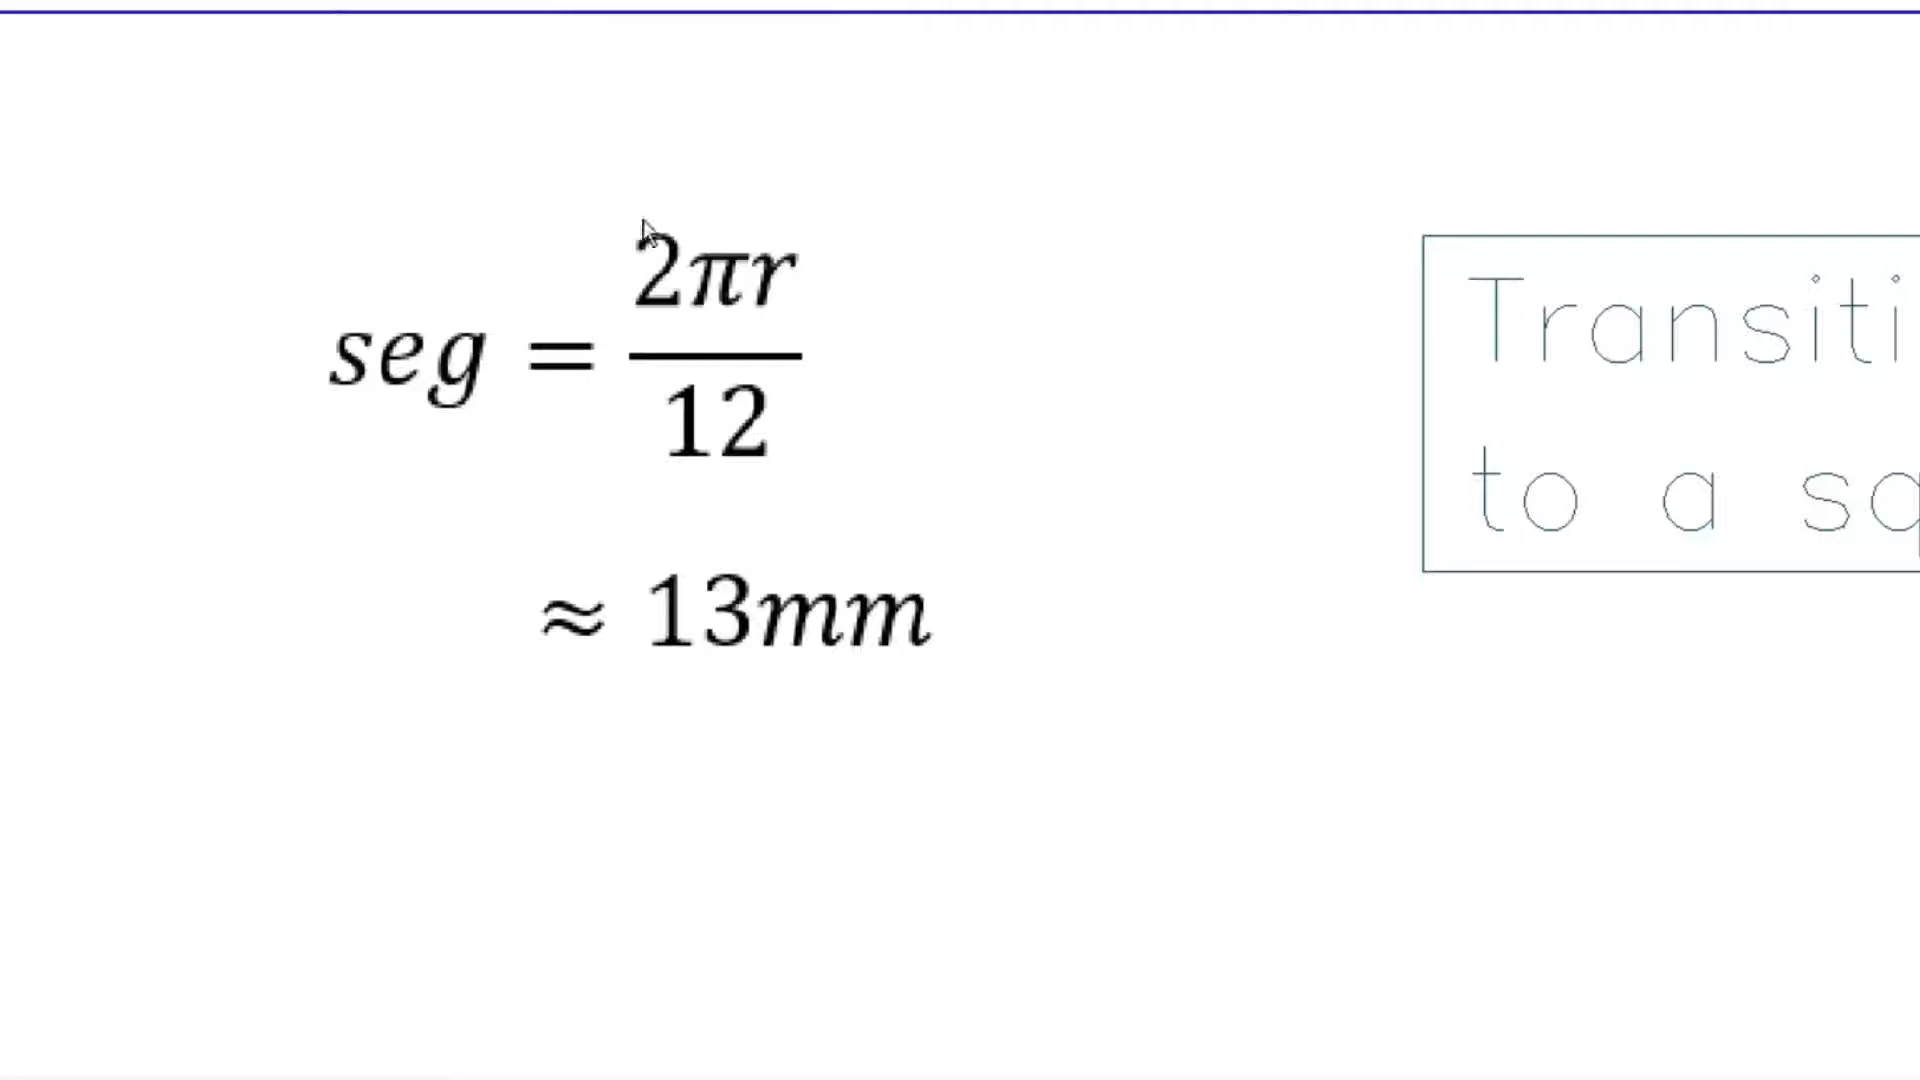 seg = 2πr / 12
≈ 13mm
Transiti
to a sq